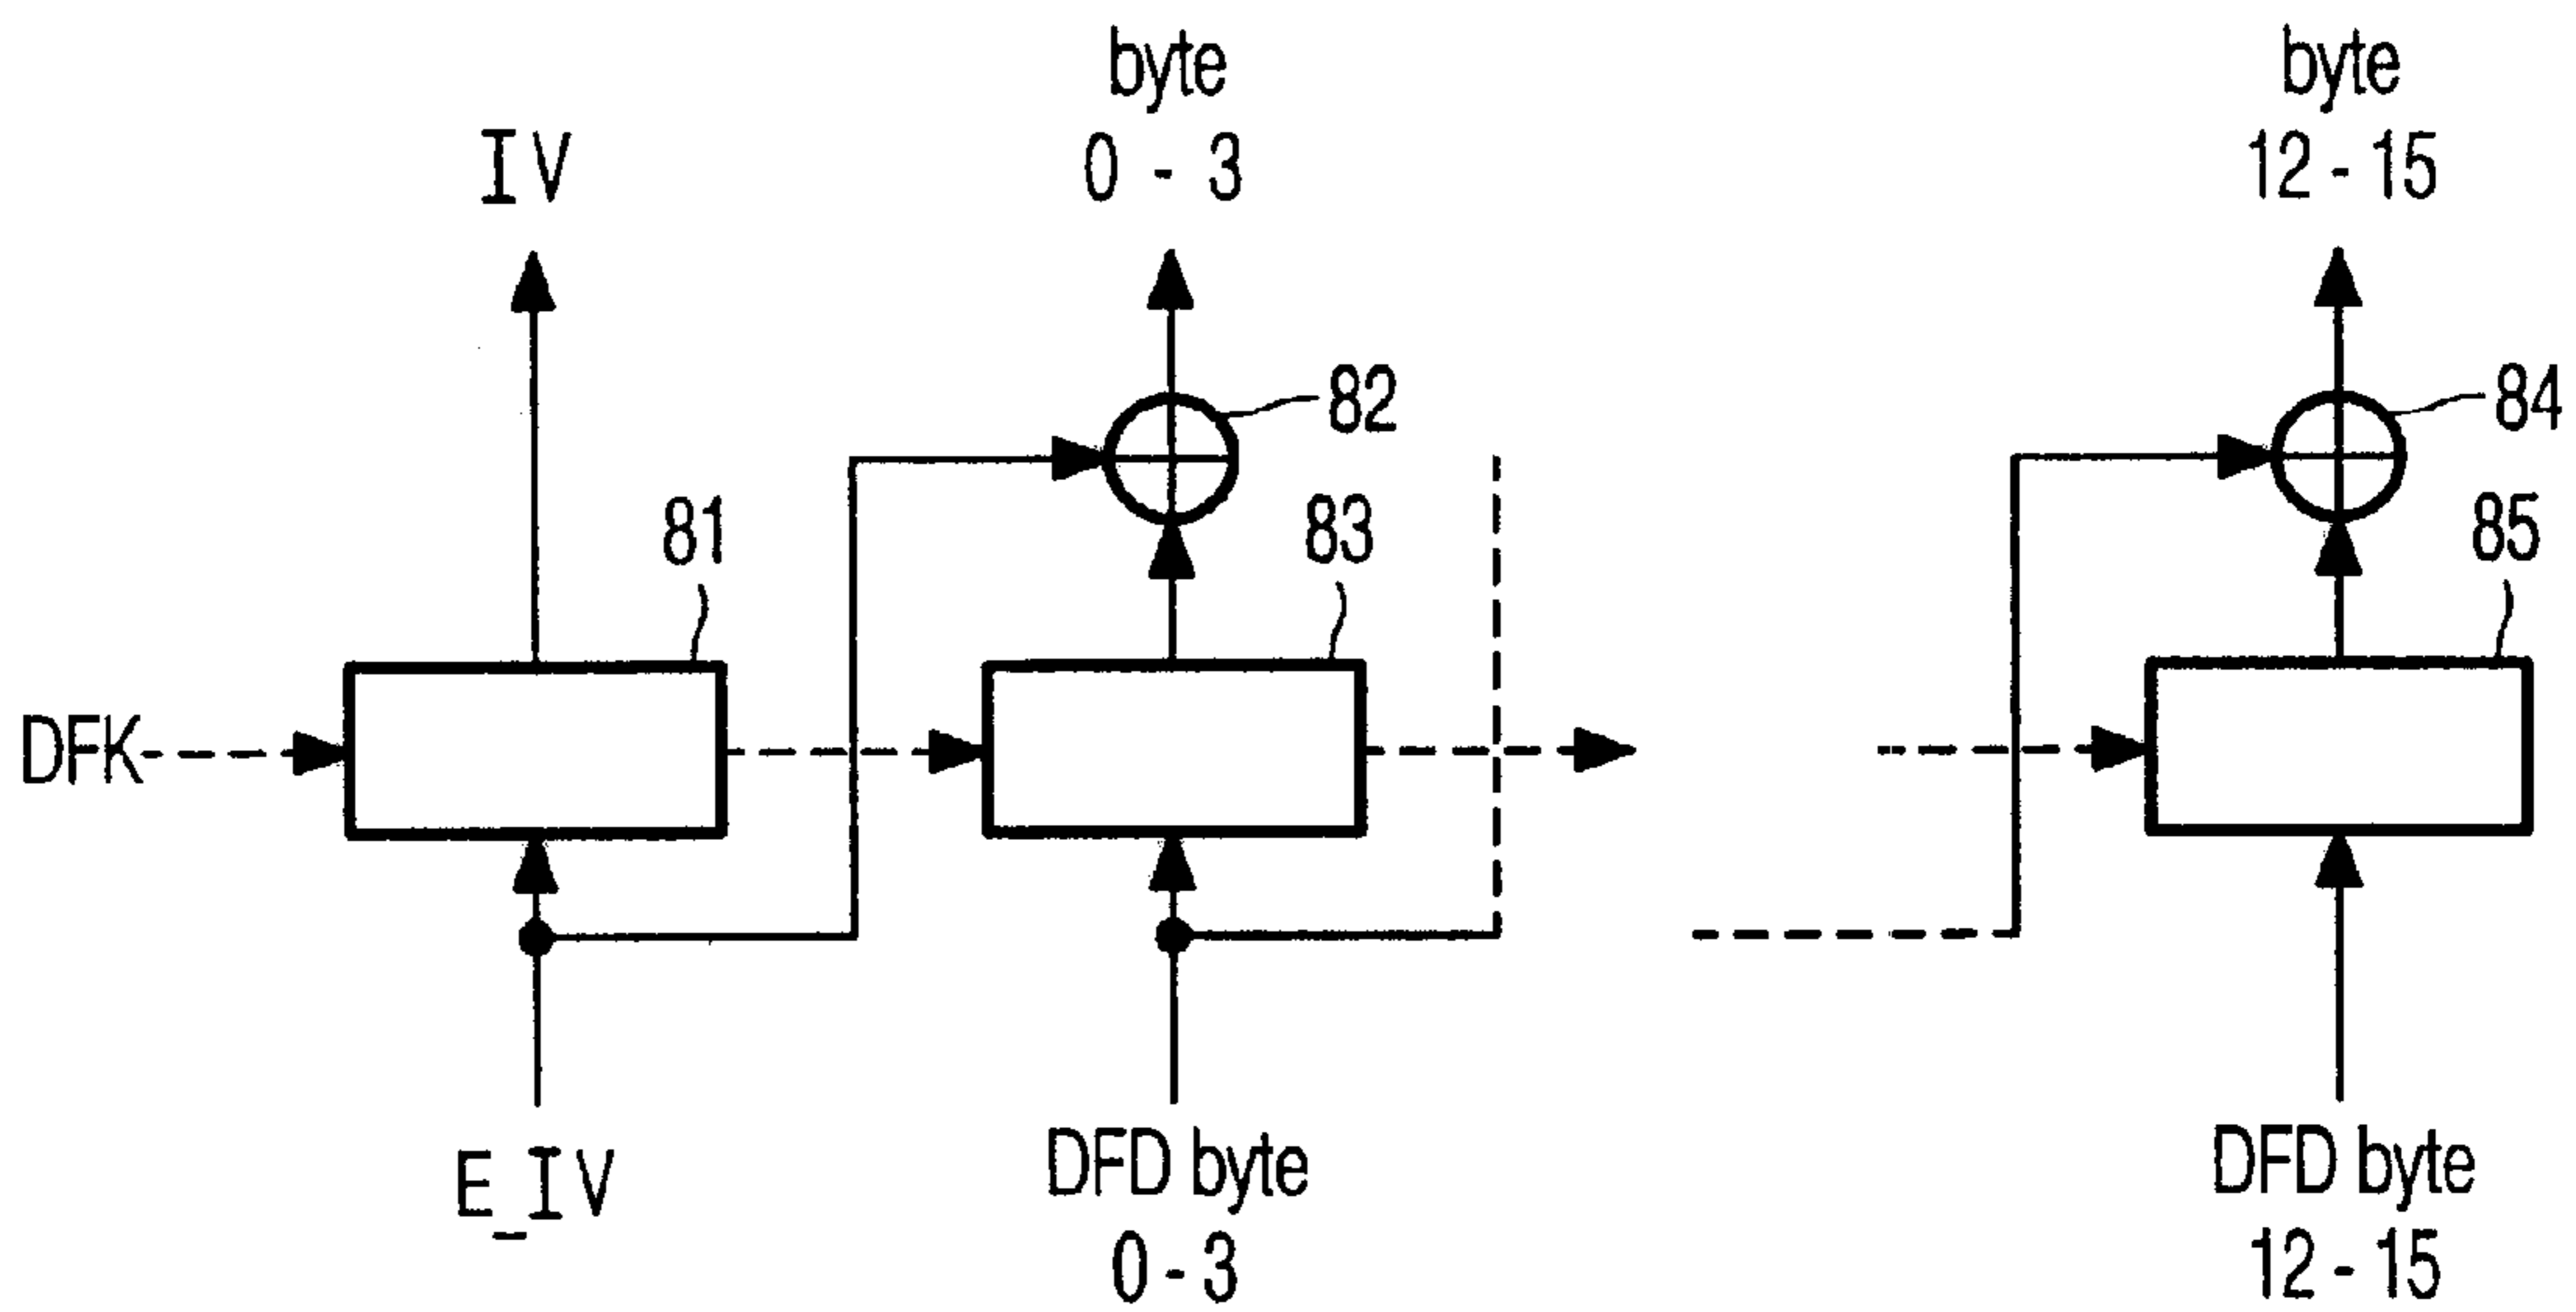 byte
0 - 3
byte
12 - 15
IV
82
84
81
83
85
DFK
E_IV
DFD byte
0 - 3
DFD byte
12 - 15